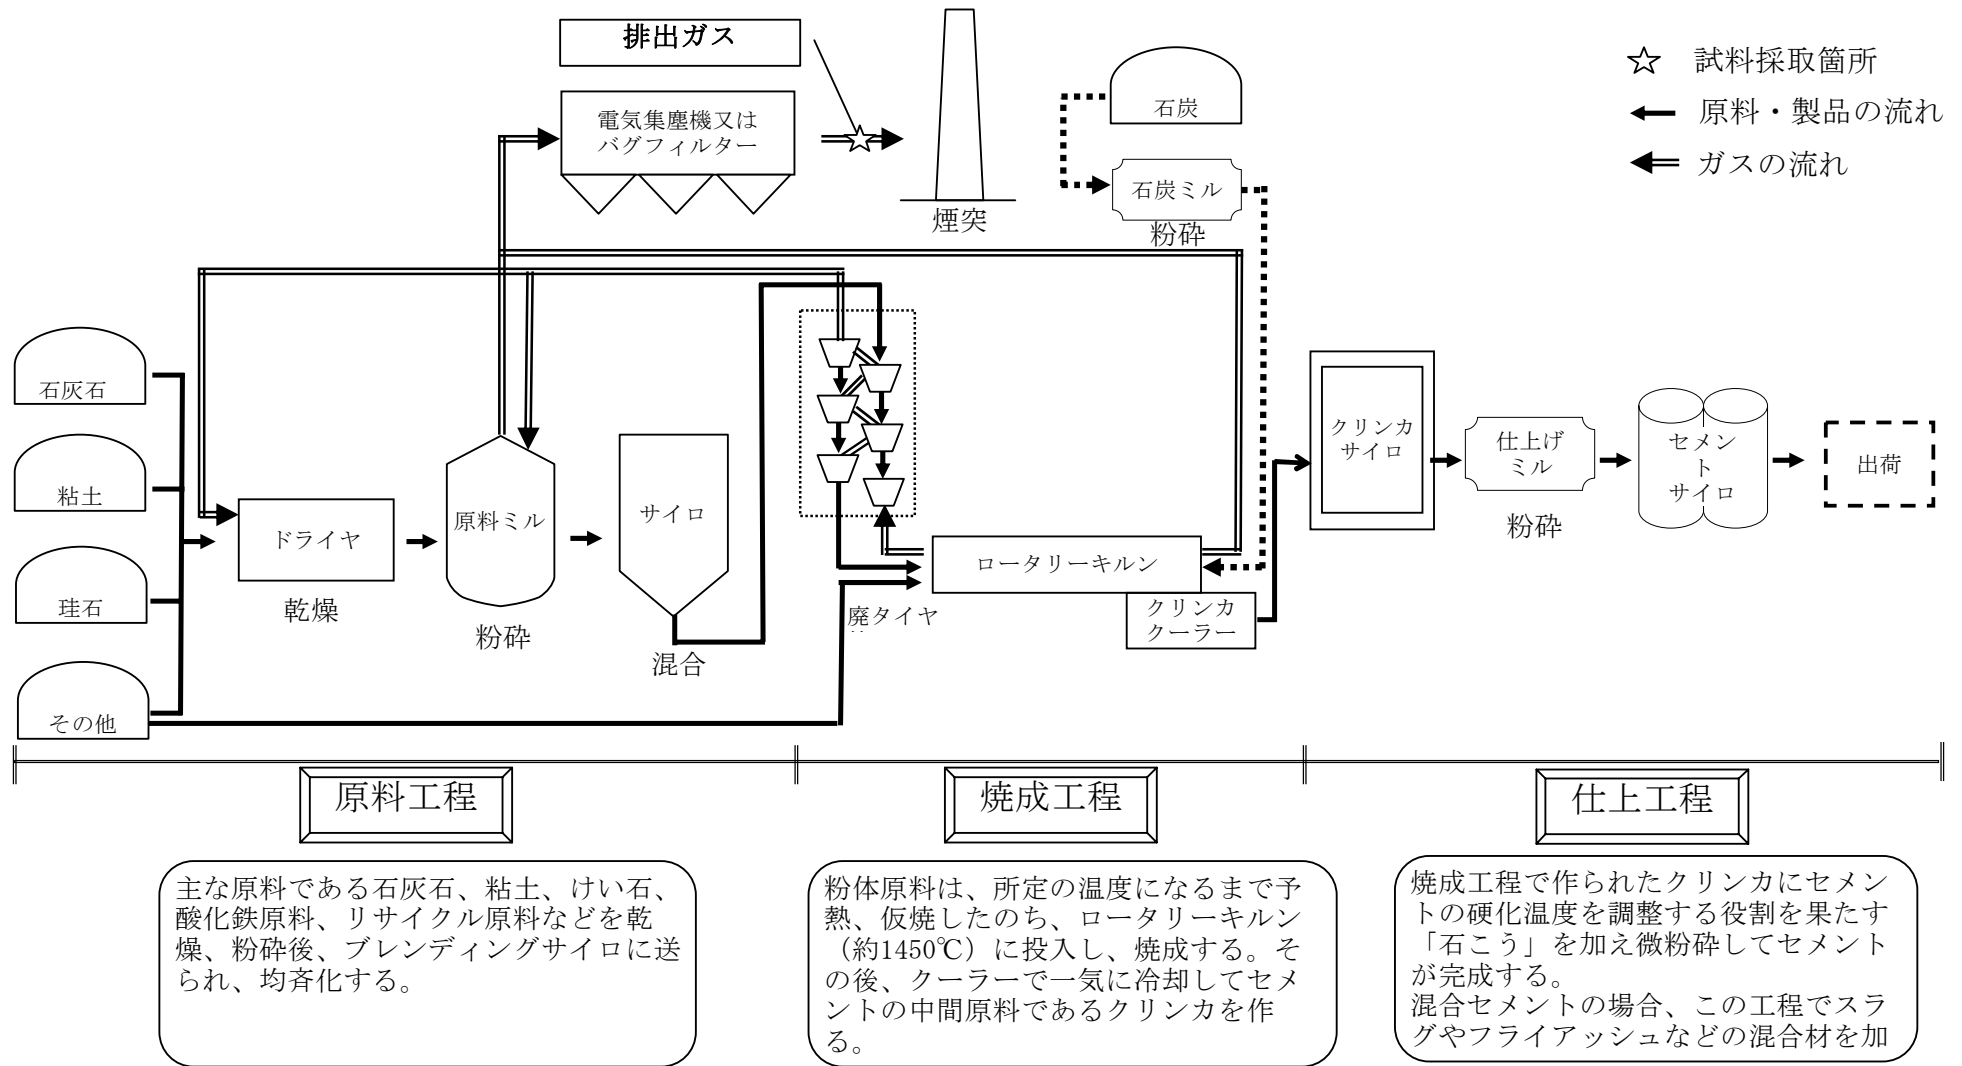 排出ガス
電気集塵機又は
バグフィルター
煙突
石炭
石炭ミル
粉砕
試料採取箇所
原料・製品の流れ
ガスの流れ
石灰石
粘土
珪石
その他
ドライヤ
乾燥
原料ミル
粉砕
サイロ
混合
ロータリーキルン
廃タイヤ
クリンカ
クーラー
クリンカ
サイロ
仕上げ
ミル
粉砕
セメン
ト
サイロ
出荷
原料工程
焼成工程
仕上工程
主な原料である石灰石、粘土、けい石、
酸化鉄原料、リサイクル原料などを乾
燥、粉砕後、ブレンディングサイロに送
られ、均斉化する。
粉体原料は、所定の温度になるまで予
熱、仮焼したのち、ロータリーキルン
(約1450℃)に投入し、焼成する。そ
の後、クーラーで一気に冷却してセメ
ントの中間原料であるクリンカを作
る。
焼成工程で作られたクリンカにセメン
トの硬化温度を調整する役割を果たす
「石こう」を加え微粉砕してセメント
が完成する。
混合セメントの場合、この工程でスラ
グやフライアッシュなどの混合材を加